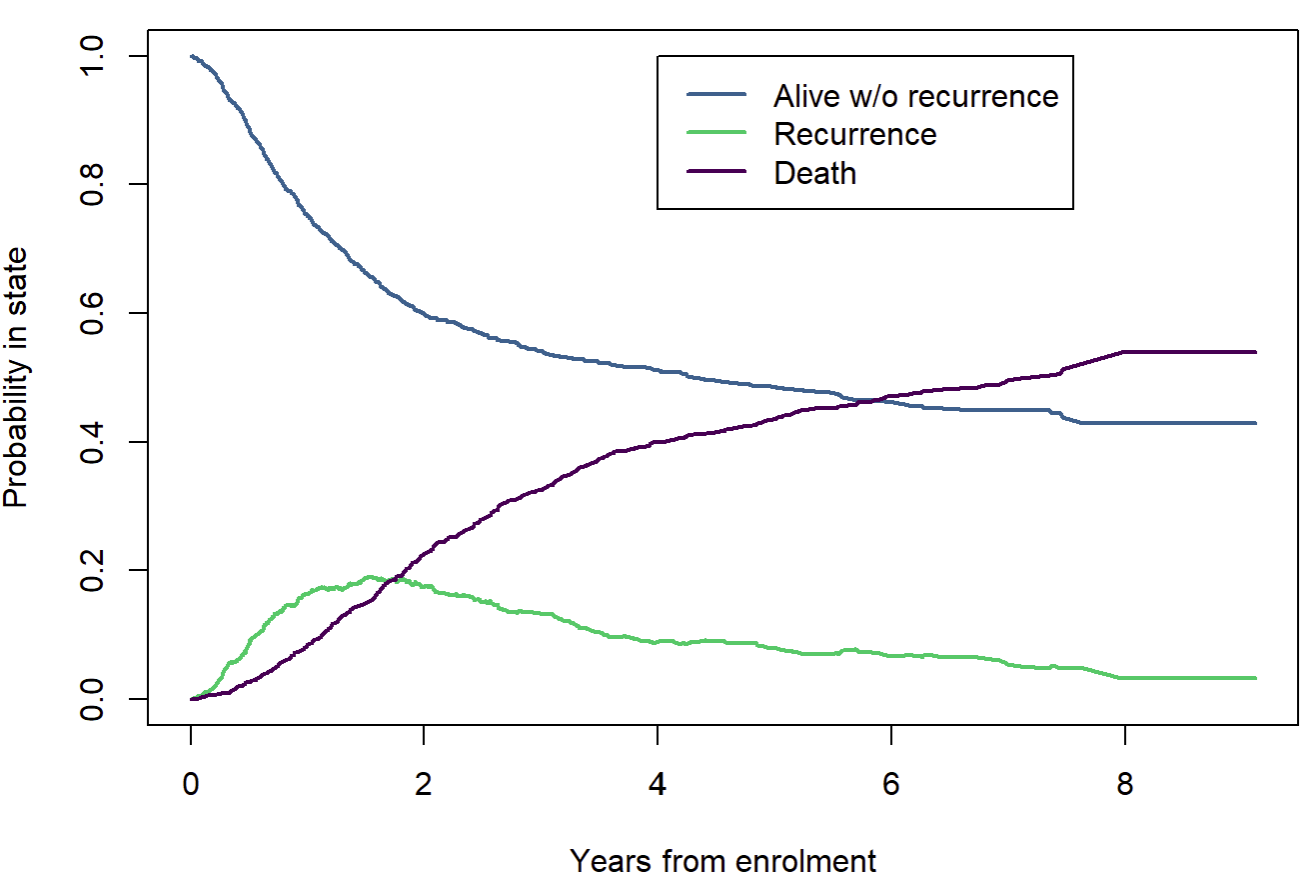 Probability in state
1.0
0.8
0.6
0.4
0.2
0.0
Alive w/o recurrence
Recurrence
Death
0 2 4 6 8
Years from enrolment